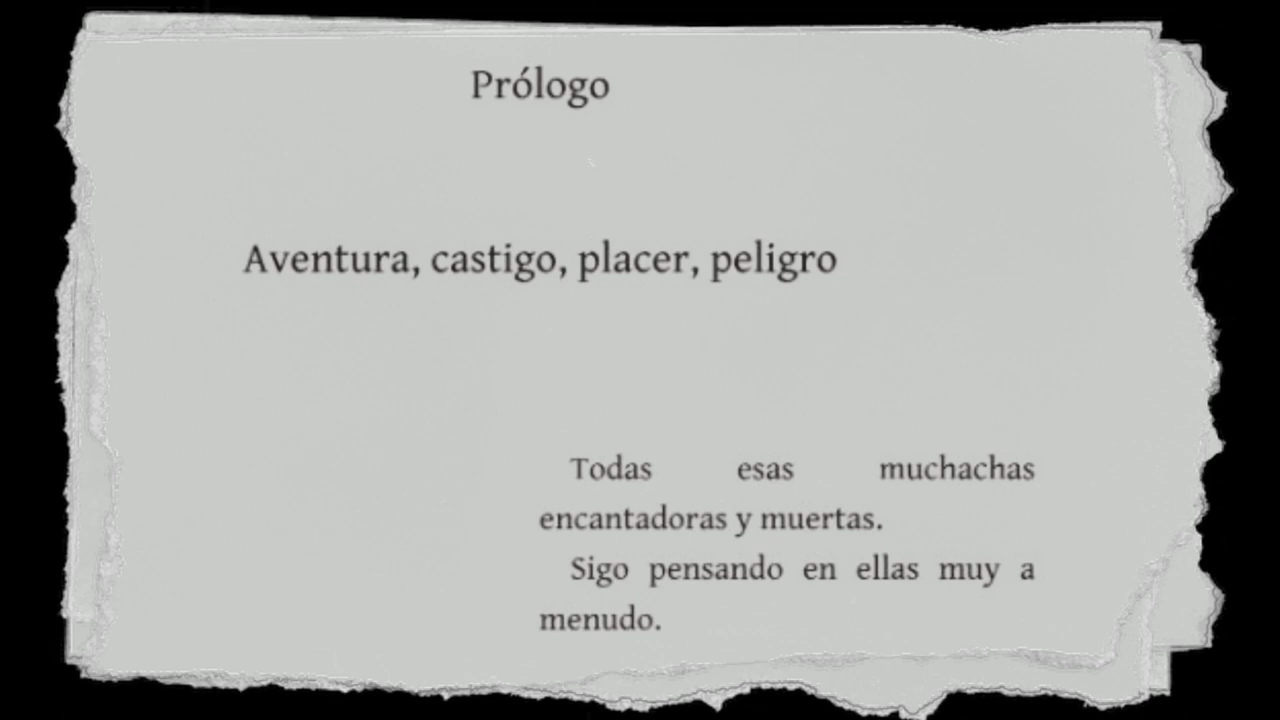 Prólogo
Aventura, castigo, placer, peligro
Todas esas muchachas
encantadoras y muertas.
Sigo pensando en ellas muy a
menudo.